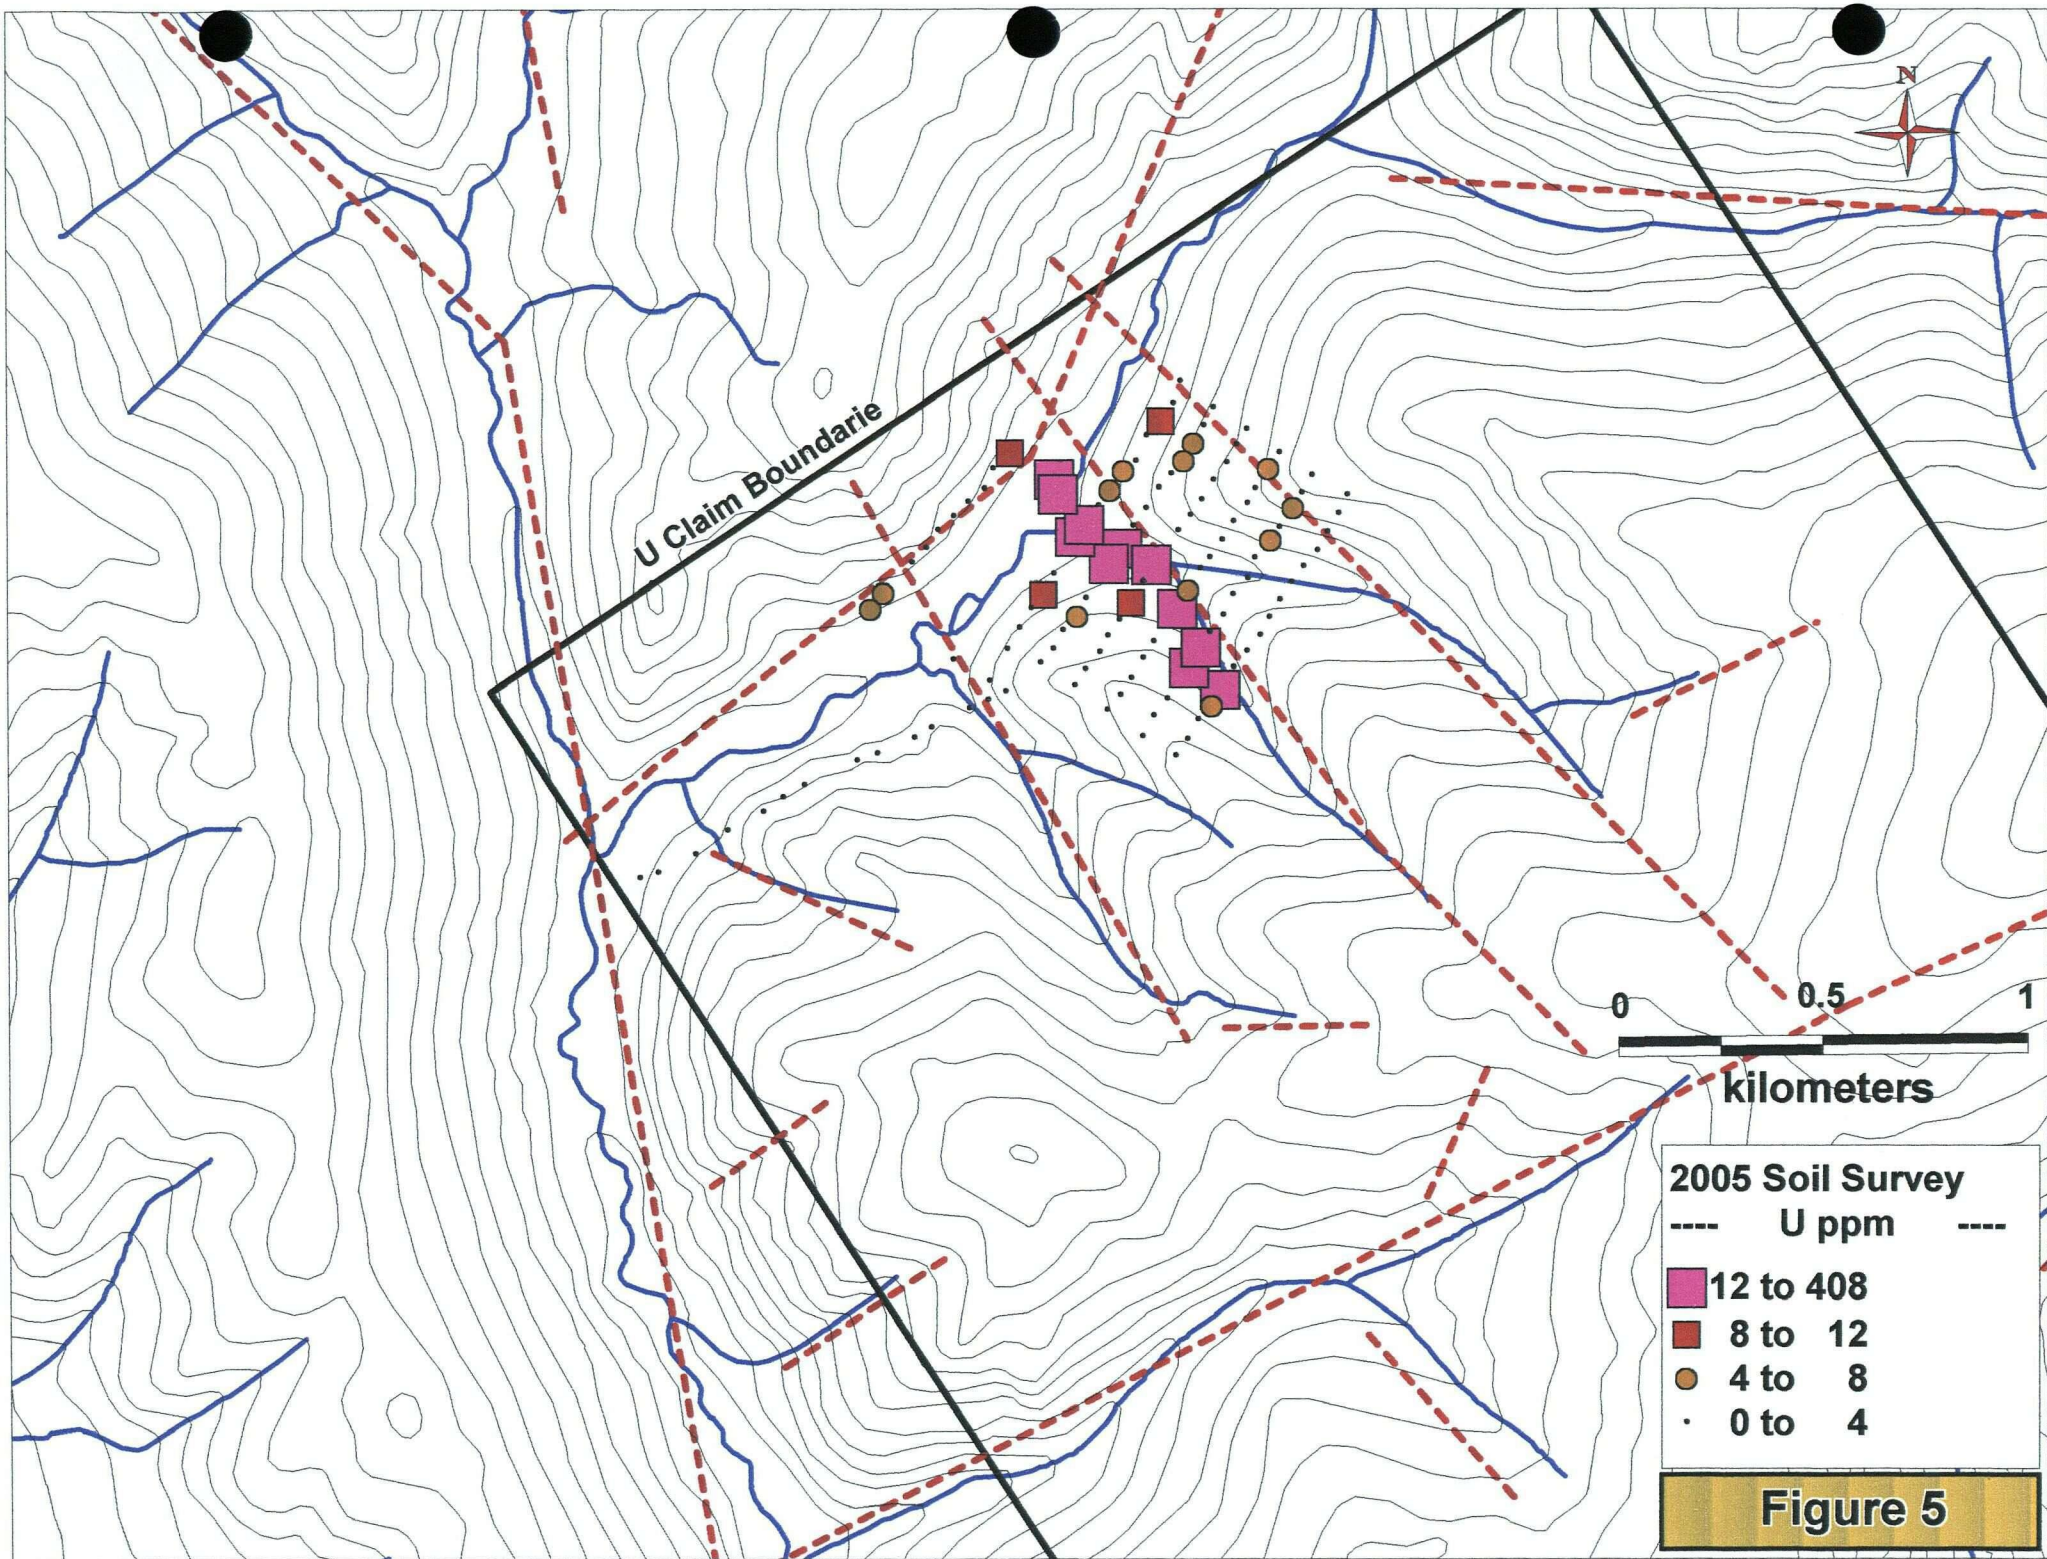 N
U Claim Boundarie
0 0.5 1
kilometers
2005 Soil Survey
---- U ppm ----
12 to 408
8 to 12
4 to 8
0 to 4
Figure 5